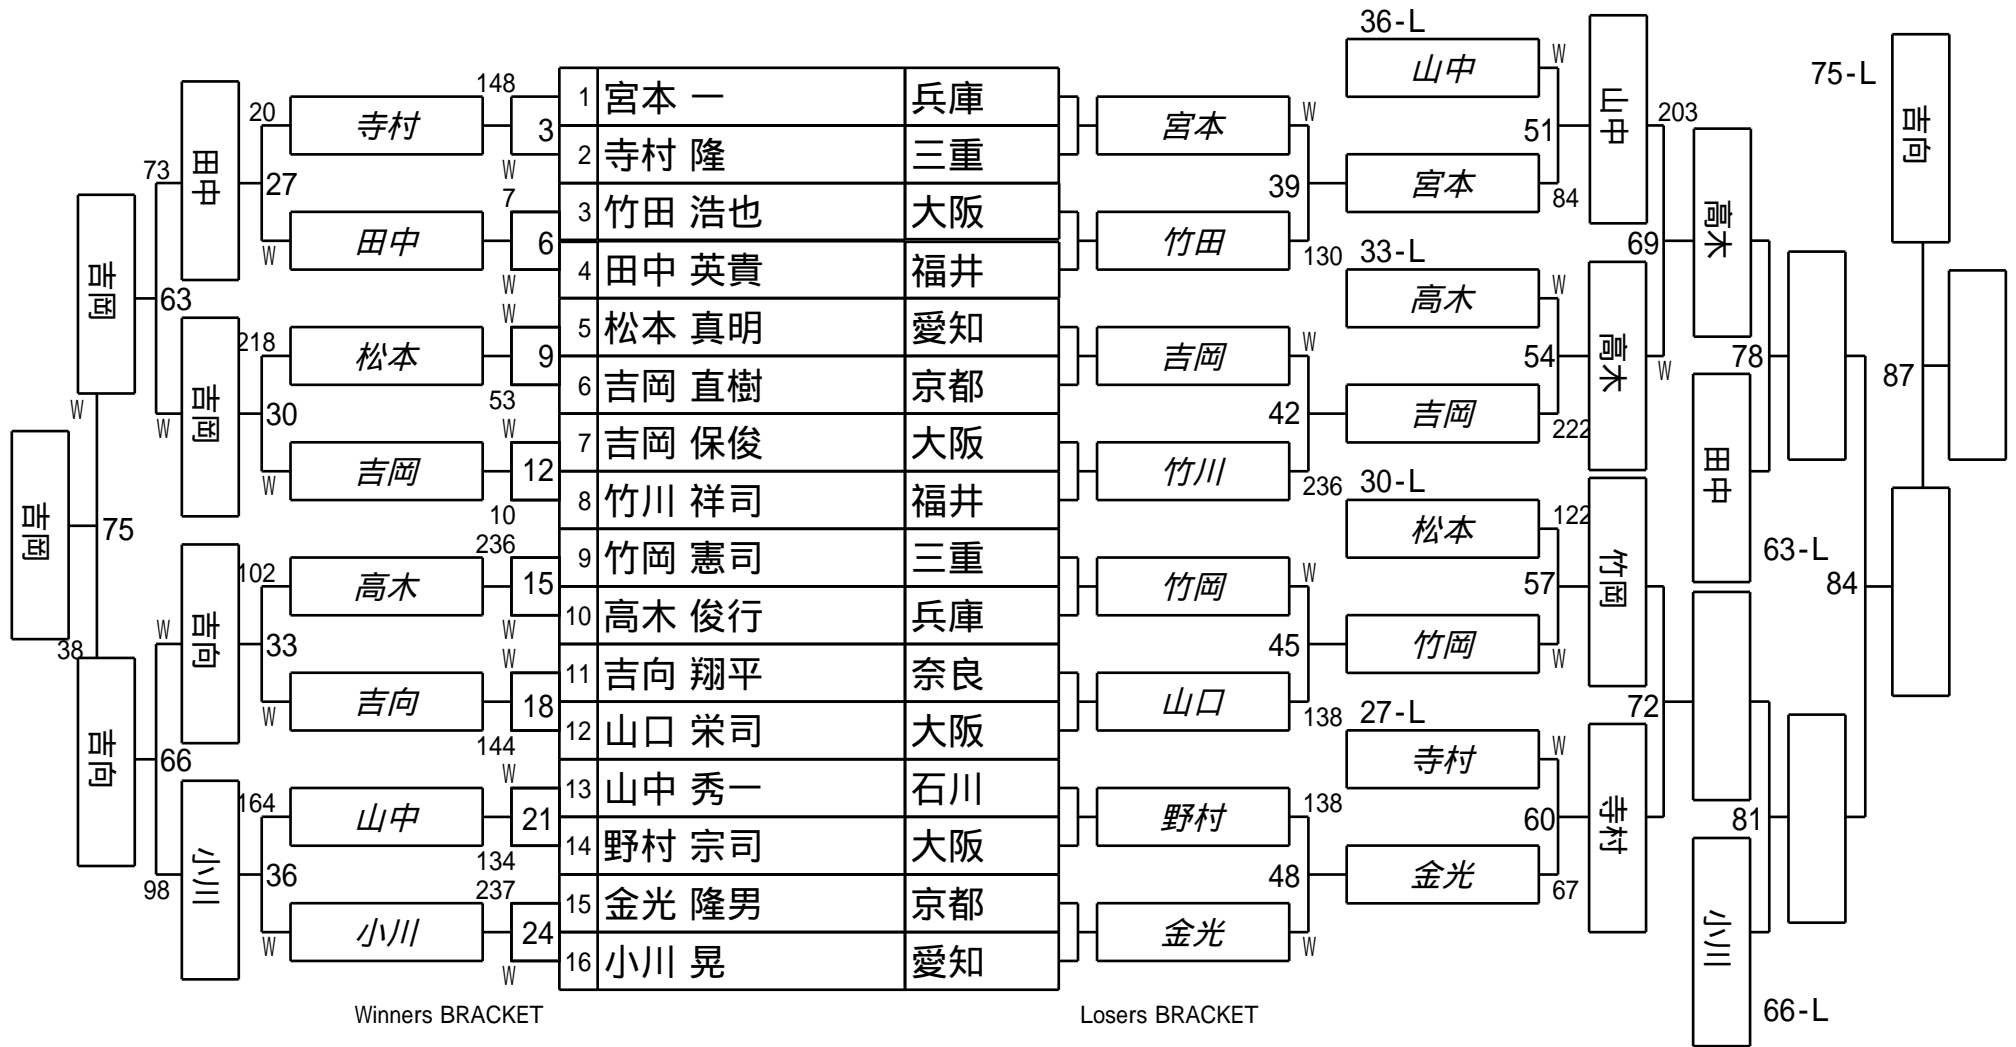 36-L
75-L
148
1 宮本 一 兵庫
20 寺村 3 宮本 W 山中 W 山中 203 吉向
2 寺村 隆 三重
W
51
73 田中 27
7
39 宮本 84
3 竹田 浩也 大阪
田中 6 竹田 130
W
69 高木
4 田中 英貴 福井
W
33-L
吉岡 63
W
高木 W
5 松本 真明 愛知
218 松本 9 吉岡 W
54 高木 W
78
6 吉岡 直樹 京都
53
87
W 吉岡 30 W
42 吉岡 222
7 吉岡 保俊 大阪
W 吉岡 12 竹川 236
田中
8 竹川 祥司 福井
10
30-L
吉岡 75
松本 122
236
9 竹岡 憲司 三重
63-L
102 高木 15 竹岡 W
57 竹岡
84
10 高木 俊行 兵庫
W
38 W 吉向 33 W
45 竹岡 W
11 吉向 翔平 奈良
W 吉向 18 山口 138
72
12 山口 栄司 大阪
144
27-L
吉向 66
W
寺村 W
13 山中 秀一 石川
164 山中 21 野村 138
60 寺村
81
14 野村 宗司 大阪
134
98 小川 36 237
48 金光 67
15 金光 隆男 京都
W 小川 24 金光 W
小川
16 小川 晃 愛知
W
66-L
Winners BRACKET
Losers BRACKET